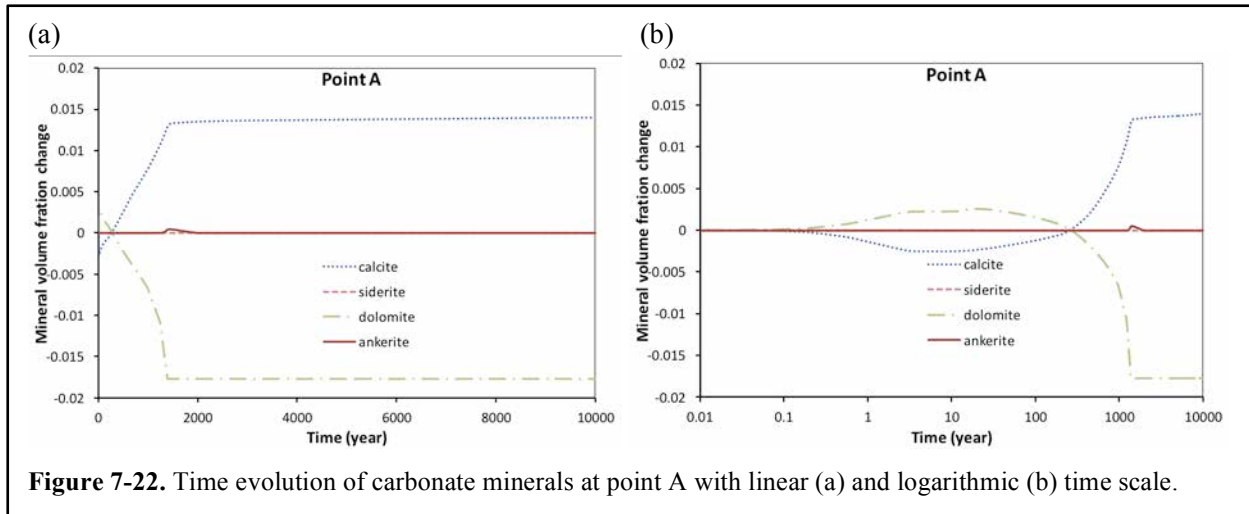 (a)
Point A
Mineral volume fration change
0.02
0.015
0.01
0.005
0
-0.005
-0.01
-0.015
-0.02
calcite
siderite
dolomite
ankerite
0 2000 4000 6000 8000 10000
Time (year)
(b)
Point A
Mineral volume fration change
0.02
0.015
0.01
0.005
0
-0.005
-0.01
-0.015
-0.02
calcite
siderite
dolomite
ankerite
0.01 0.1 1 10 100 1000 10000
Time (year)
Figure 7-22. Time evolution of carbonate minerals at point A with linear (a) and logarithmic (b) time scale.